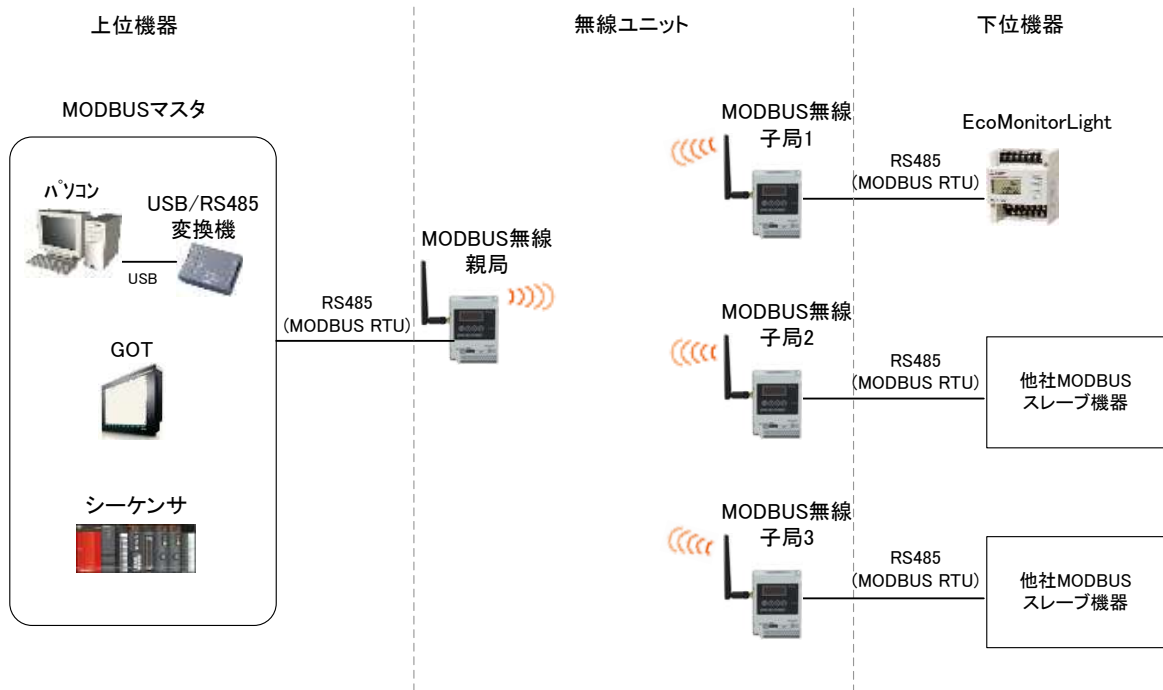 上位機器
無線ユニット
下位機器
MODBUSマスタ
パソコン
USB/RS485
変換機
USB
GOT
シーケンサ
RS485
(MODBUS RTU)
MODBUS無線
親局
MODBUS無線
子局1
RS485
(MODBUS RTU)
EcoMonitorLight
MODBUS無線
子局2
RS485
(MODBUS RTU)
他社MODBUS
スレーブ機器
MODBUS無線
子局3
RS485
(MODBUS RTU)
他社MODBUS
スレーブ機器